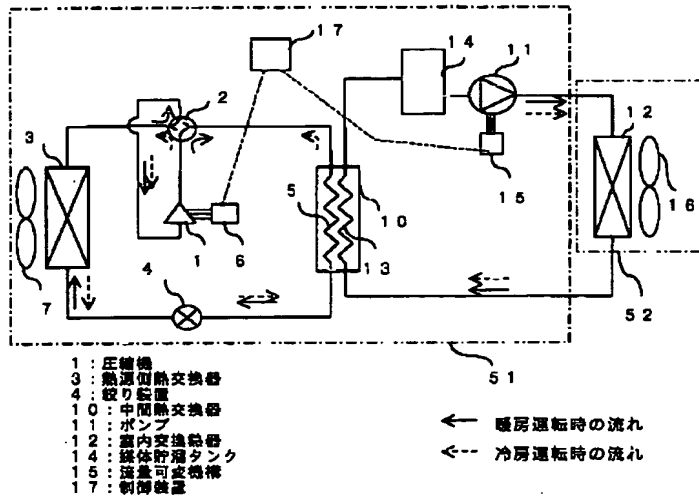 17
14
11
2
3
12
16
15
5
10
1
6
13
4
7
52
51
1:圧縮機
3:熱源側熱交換器
4:絞り装置
10:中間熱交換器
11:ポンプ
12:室内交換熱器
14:媒体貯溜タンク
15:流量可変機構
17:制御装置
暖房運転時の流れ
冷房運転時の流れ